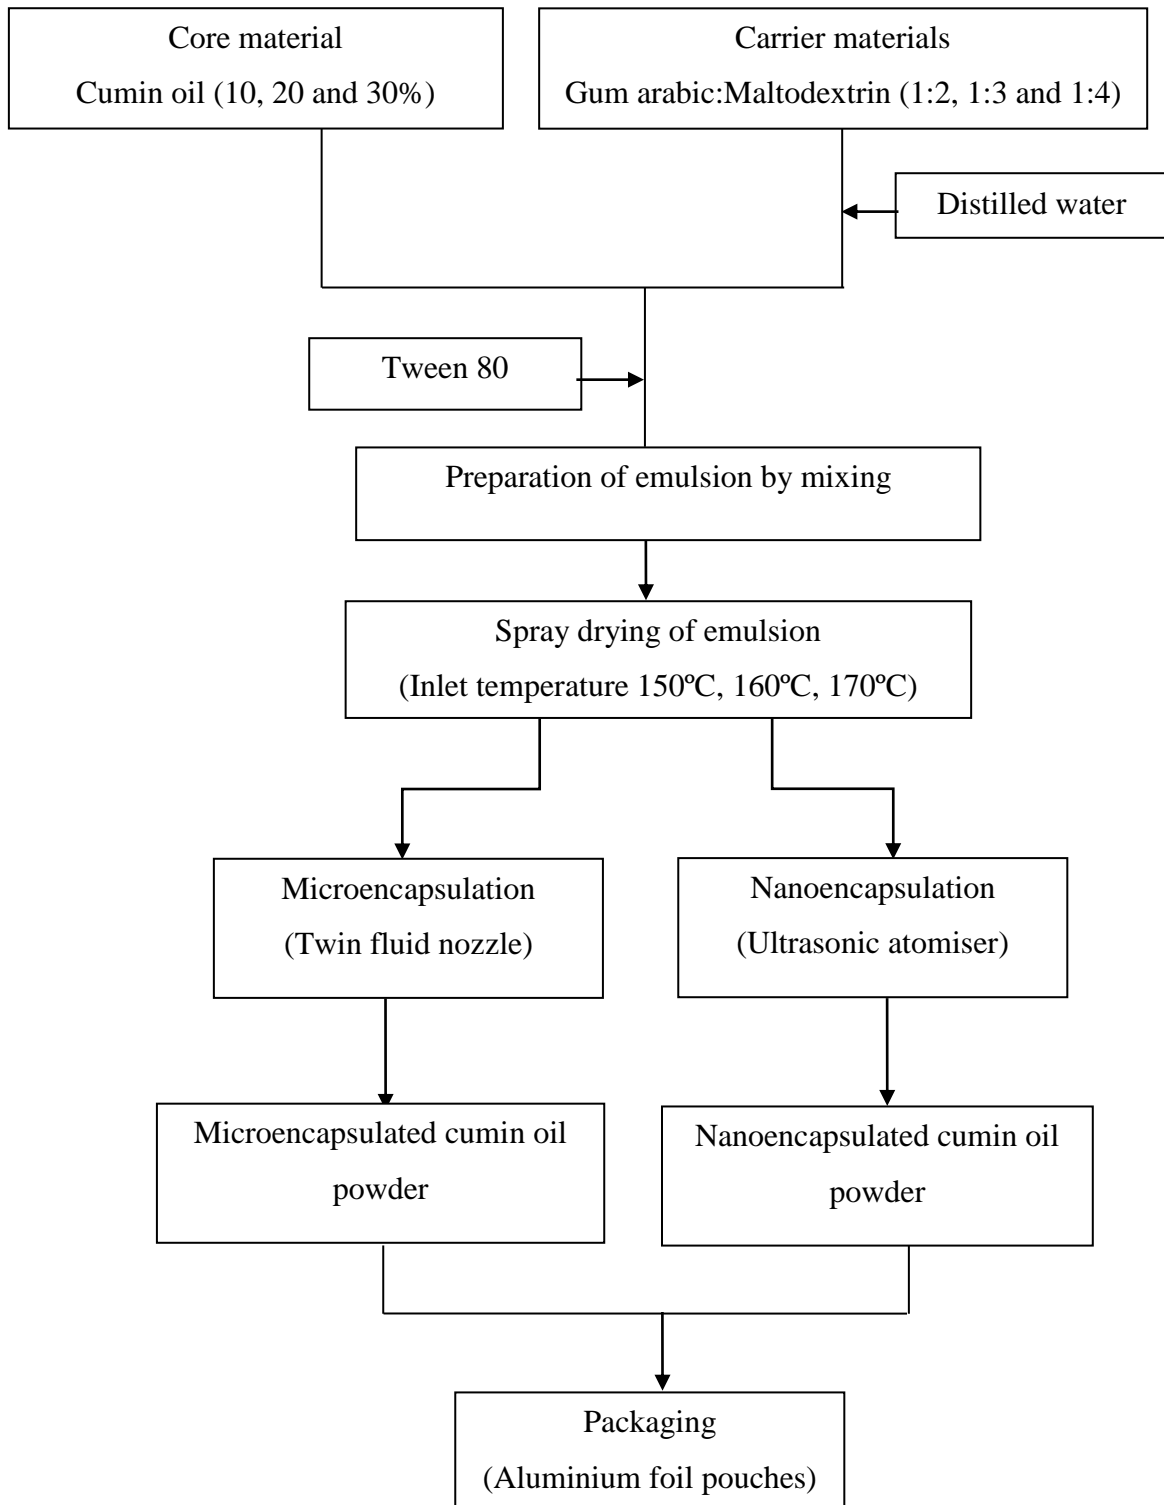 Core material
Cumin oil (10, 20 and 30%)
Carrier materials
Gum arabic:Maltodextrin (1:2, 1:3 and 1:4)
Distilled water
Tween 80
Preparation of emulsion by mixing
Spray drying of emulsion
(Inlet temperature 150ºC, 160ºC, 170ºC)
Microencapsulation
(Twin fluid nozzle)
Nanoencapsulation
(Ultrasonic atomiser)
Microencapsulated cumin oil
powder
Nanoencapsulated cumin oil
powder
Packaging
(Aluminium foil pouches)